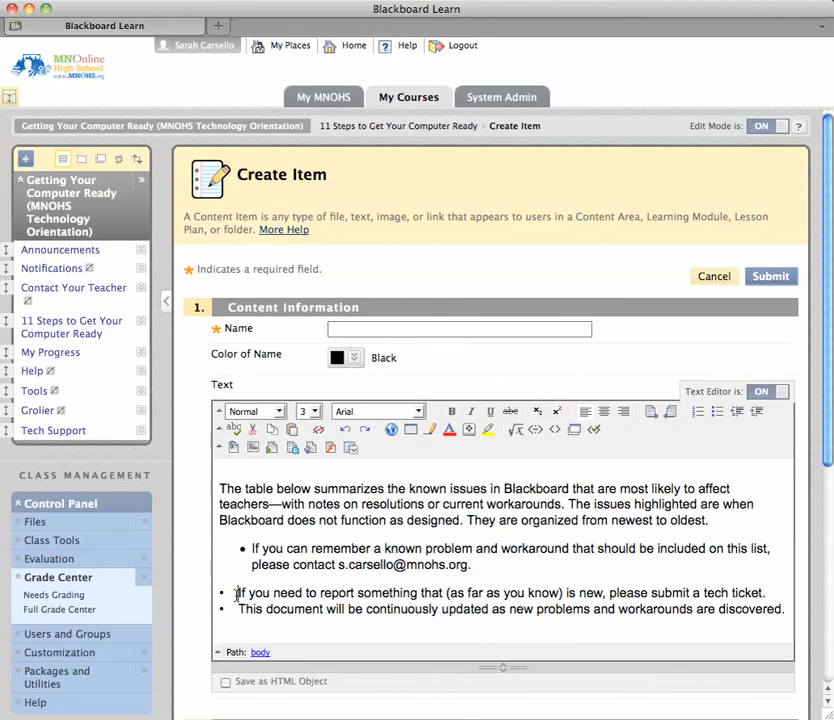 Blackboard Learn
Blackboard Learn
Sarah Carsello
My Places
Home
Help
Logout
MNOnline
High School
www.MNOHS.org
My MNOHS
My Courses
System Admin
Getting Your Computer Ready (MNOHS Technology Orientation)
11 Steps to Get Your Computer Ready > Create Item
Edit Mode is: ON ?
Getting Your
Computer Ready
(MNOHS
Technology
Orientation)
Announcements
Notifications
Contact Your Teacher
11 Steps to Get Your
Computer Ready
My Progress
Help
Tools
Grolier
Tech Support
CLASS MANAGEMENT
Control Panel
Files
Class Tools
Evaluation
Grade Center
Needs Grading
Full Grade Center
Users and Groups
Customization
Packages and
Utilities
Help
Create Item
A Content Item is any type of file, text, image, or link that appears to users in a Content Area, Learning Module, Lesson
Plan, or folder. More Help
* Indicates a required field.
Cancel
Submit
1. Content Information
* Name
Color of Name
Black
Text
Text Editor is: ON
Normal
3
Arial
B I U abc
The table below summarizes the known issues in Blackboard that are most likely to affect
teachers—with notes on resolutions or current workarounds. The issues highlighted are when
Blackboard does not function as designed. They are organized from newest to oldest.
• If you can remember a known problem and workaround that should be included on this list,
please contact s.carsello@mnohs.org.
• If you need to report something that (as far as you know) is new, please submit a tech ticket.
• This document will be continuously updated as new problems and workarounds are discovered.
Path: body
Save as HTML Object